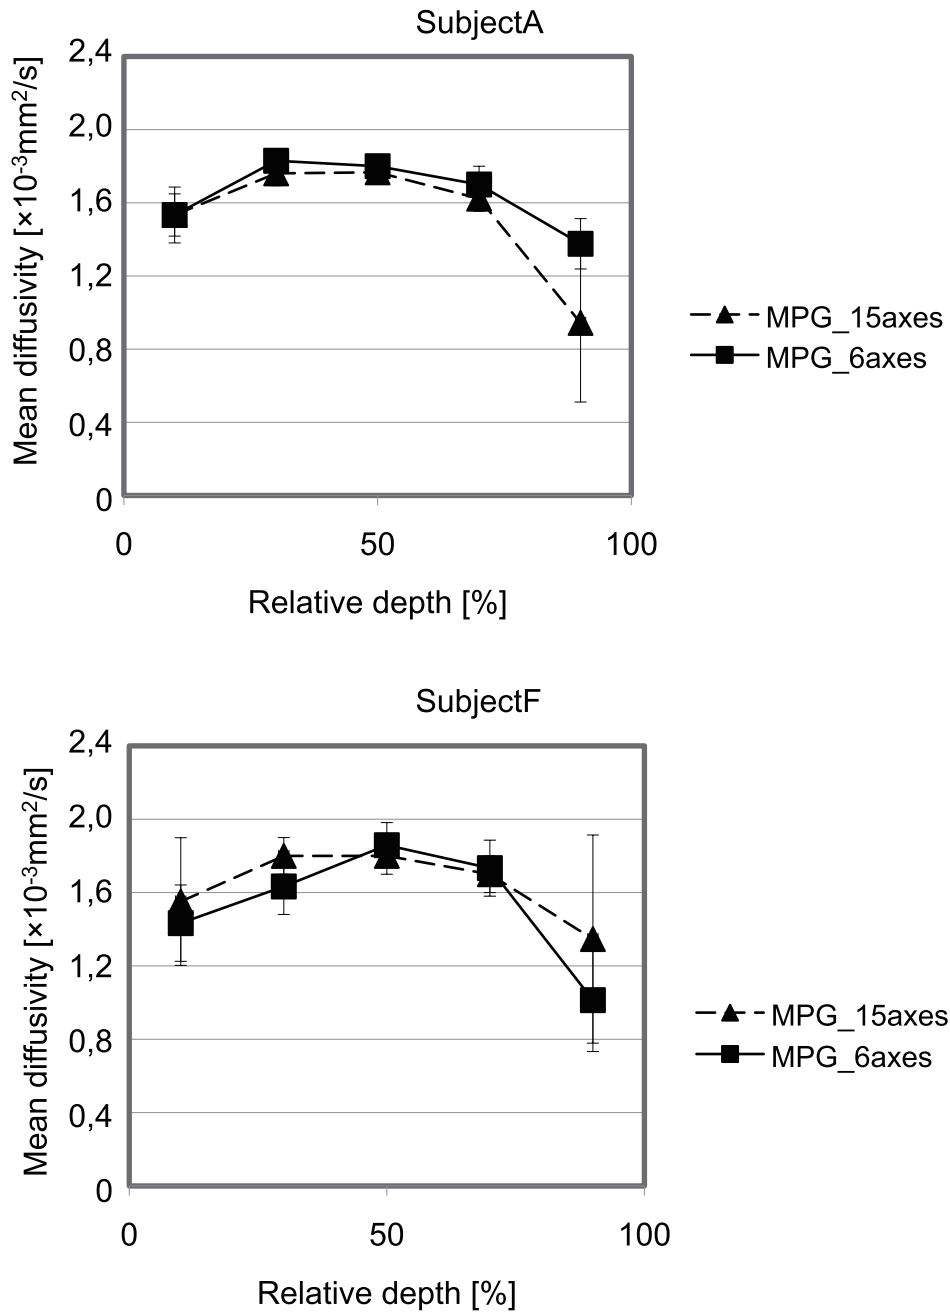 SubjectA
Mean diffusivity [×10⁻³mm²/s]
2,4
2,0
1,6
1,2
0,8
0,4
0
0 50 100
Relative depth [%]
MPG_15axes
MPG_6axes
SubjectF
Mean diffusivity [×10⁻³mm²/s]
2,4
2,0
1,6
1,2
0,8
0,4
0
0 50 100
Relative depth [%]
MPG_15axes
MPG_6axes